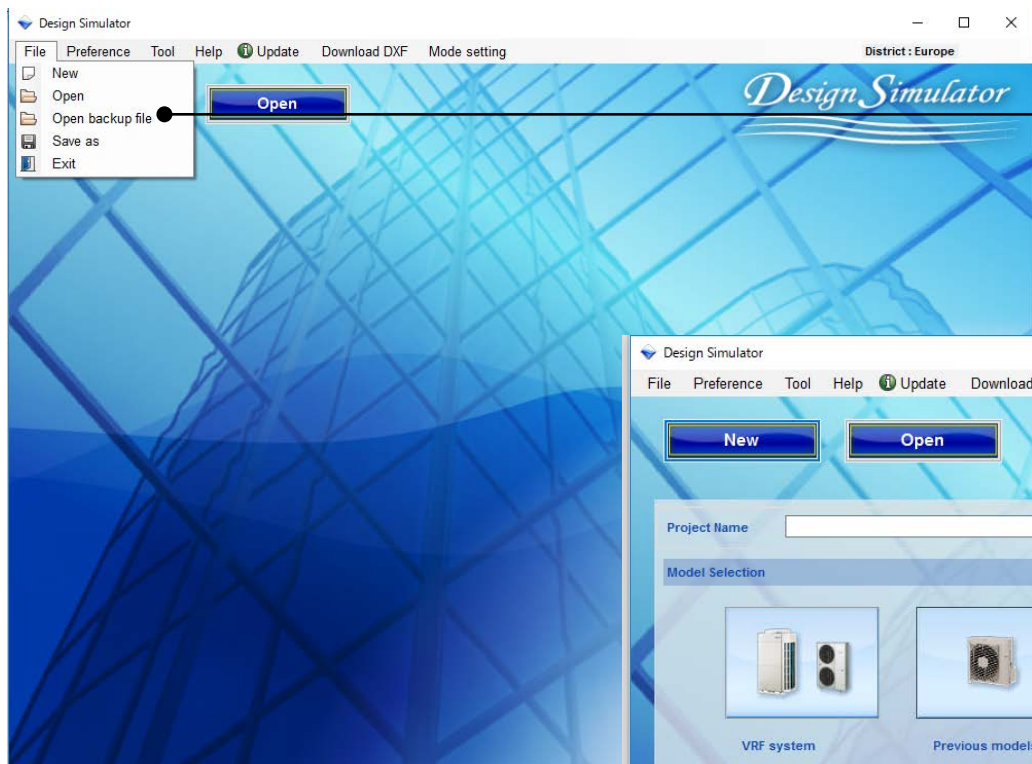 Design Simulator
File Preference Tool Help Update Download DXF Mode setting District : Europe
New
Open
Open backup file
Save as
Exit
Open
Design Simulator
Design Simulator
File Preference Tool Help Update Download
New Open
Project Name
Model Selection
VRF system Previous models